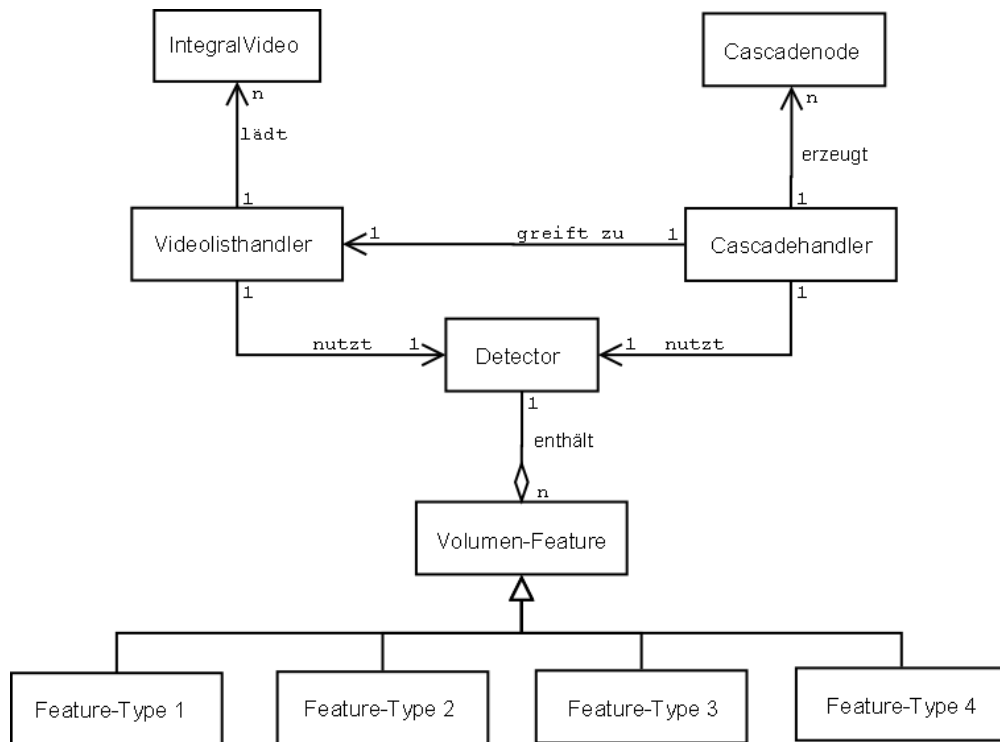 IntegralVideo
Cascadenode
n
n
lädt
erzeugt
1
1
Videolisthandler
1
greift zu
1
Cascadehandler
1
1
nutzt
1
Detector
1
nutzt
1
enthält
n
Volumen-Feature
Feature-Type 1
Feature-Type 2
Feature-Type 3
Feature-Type 4